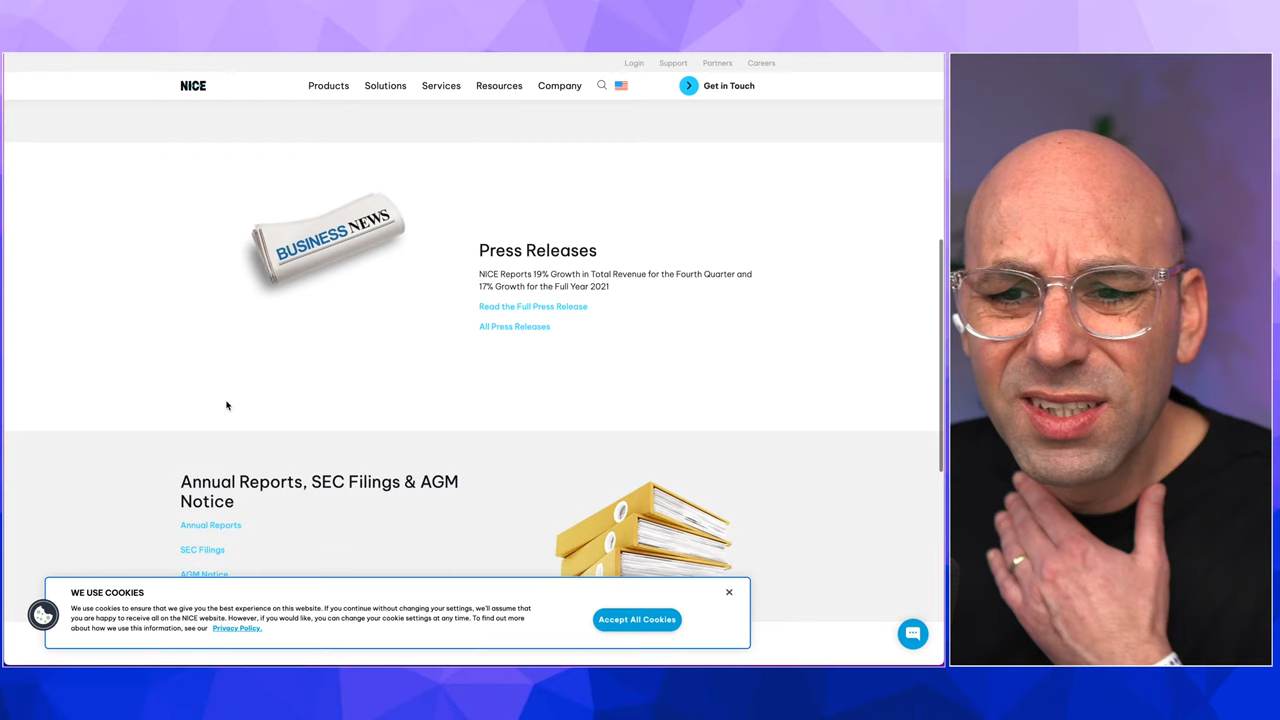 Login Support Partners Careers
NICE Products Solutions Services Resources Company Get in Touch
BUSINESS NEWS
Press Releases
NICE Reports 19% Growth in Total Revenue for the Fourth Quarter and
17% Growth for the Full Year 2021
Read the Full Press Release
All Press Releases
Annual Reports, SEC Filings & AGM
Notice
Annual Reports
SEC Filings
AGM Notice
WE USE COOKIES
We use cookies to ensure that we give you the best experience on this website. If you continue without changing your settings, we'll assume that
you are happy to receive all on the NICE website. However, if you would like, you can change your cookie settings at any time. To find out more
about how we use this information, see our Privacy Policy.
Accept All Cookies